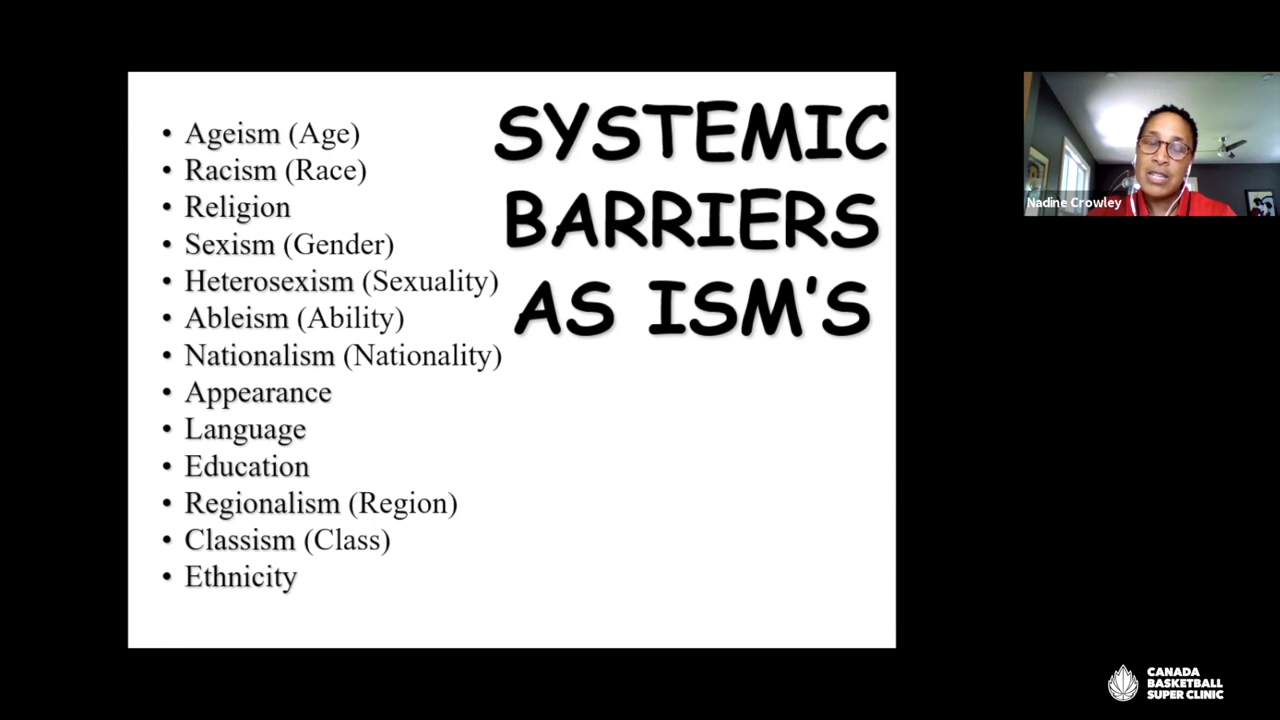 SYSTEMIC
BARRIERS
AS ISM'S
• Ageism (Age)
• Racism (Race)
• Religion
• Sexism (Gender)
• Heterosexism (Sexuality)
• Ableism (Ability)
• Nationalism (Nationality)
• Appearance
• Language
• Education
• Regionalism (Region)
• Classism (Class)
• Ethnicity
Nadine Crowley
CANADA
BASKETBALL
SUPER CLINIC